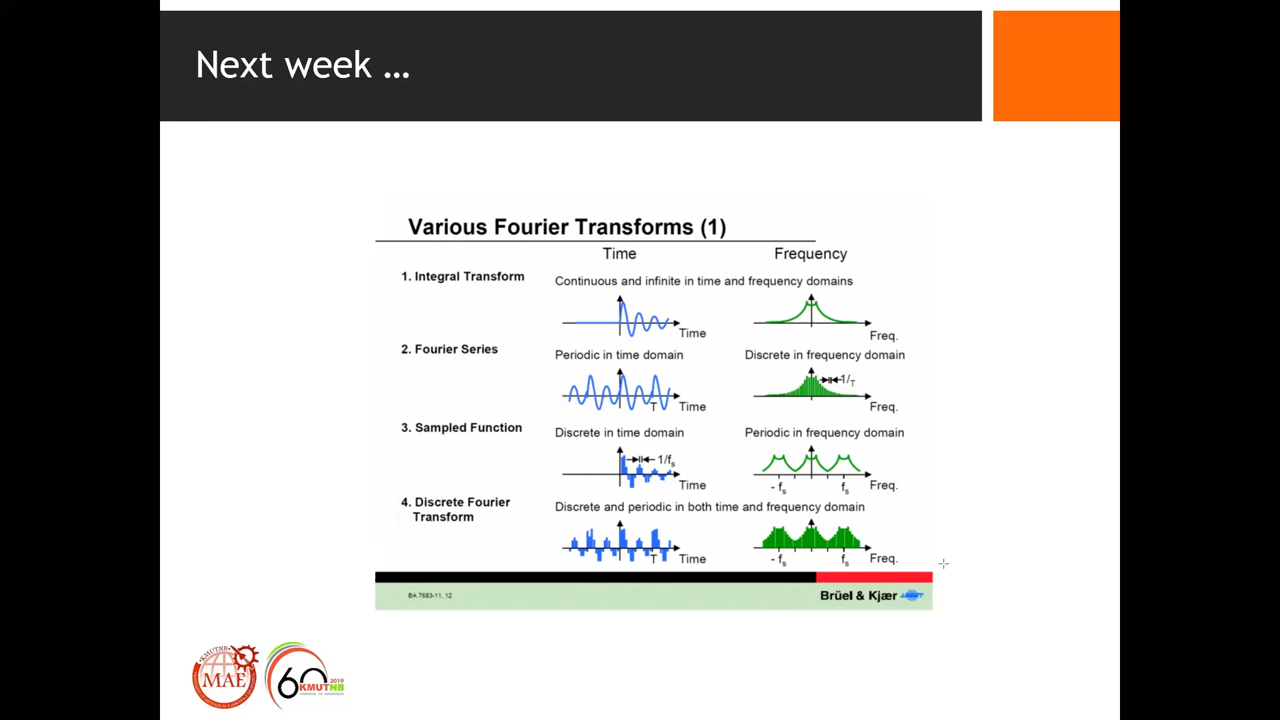 Next week ...
Various Fourier Transforms (1)
Time
Frequency
1. Integral Transform
Continuous and infinite in time and frequency domains
Time
Freq.
2. Fourier Series
Periodic in time domain
Discrete in frequency domain
1/T
T
Time
Freq.
3. Sampled Function
Discrete in time domain
Periodic in frequency domain
1/fs
Time
- fs
fs
Freq.
4. Discrete Fourier
Transform
Discrete and periodic in both time and frequency domain
T
Time
- fs
fs
Freq.
BA 7683-11, 12
Brüel & Kjær
KMUTNB
MAE
60
2019
KMUTNB